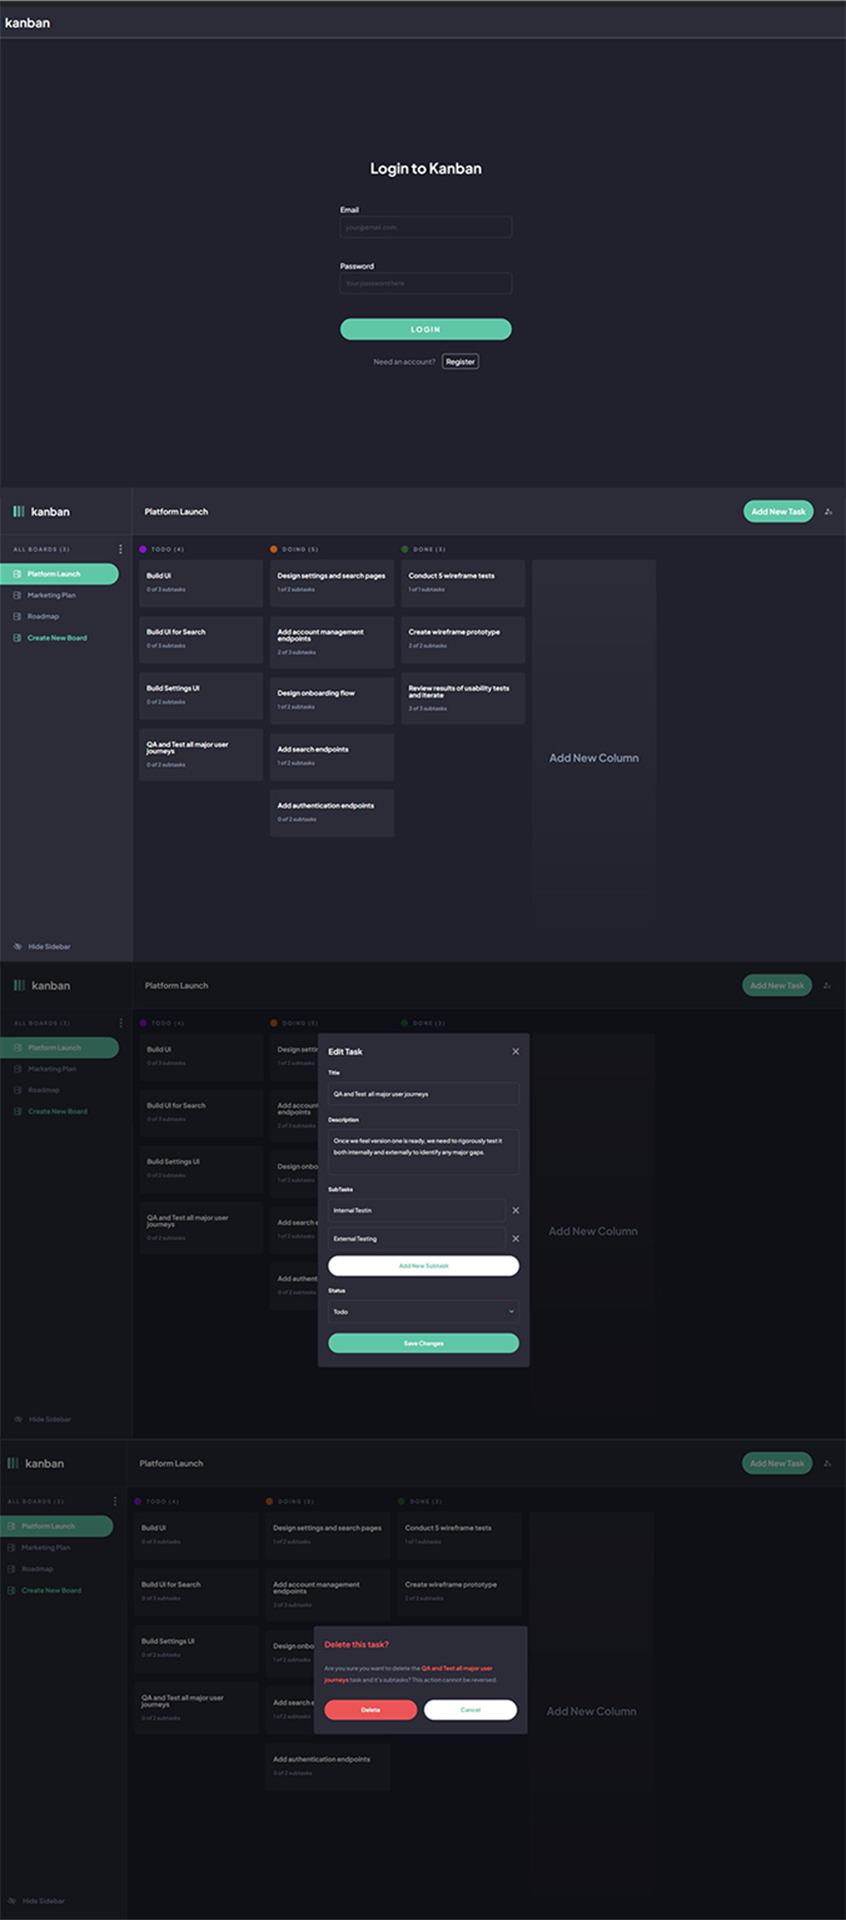 kanban
Login to Kanban
Email
your@email.com
Password
Your password here
LOGIN
Need an account? Register
kanban
Platform Launch
Add New Task
ALL BOARDS (3)
Platform Launch
Marketing Plan
Roadmap
Create New Board
Hide Sidebar
TODO (4)
Build UI
0 of 3 subtasks
Build UI for Search
0 of 3 subtasks
Build Settings UI
0 of 2 subtasks
QA and Test all major user
journeys
0 of 2 subtasks
DOING (5)
Design settings and search pages
1 of 2 subtasks
Add account management
endpoints
2 of 3 subtasks
Design onboarding flow
1 of 2 subtasks
Add search endpoints
1 of 2 subtasks
Add authentication endpoints
0 of 2 subtasks
DONE (3)
Conduct 5 wireframe tests
1 of 1 subtasks
Create wireframe prototype
2 of 2 subtasks
Review results of usability tests
and iterate
3 of 3 subtasks
Add New Column
kanban
Platform Launch
Add New Task
ALL BOARDS (3)
Platform Launch
Marketing Plan
Roadmap
Create New Board
Hide Sidebar
TODO (4)
Build UI
0 of 3 subtasks
Build UI for Search
0 of 3 subtasks
Build Settings UI
0 of 2 subtasks
QA and Test all major user
journeys
0 of 2 subtasks
DOING (5)
Design settin
1 of 2 subtasks
Add accoun
endpoints
2 of 3 subtasks
Design onbo
1 of 2 subtasks
Add search e
1 of 2 subtasks
Add authent
0 of 2 subtasks
DONE (3)
Edit Task
Title
QA and Test all major user journeys
Description
Once we feel version one is ready, we need to rigorously test it
both internally and externally to identify any major gaps.
SubTasks
Internal Testin
External Testing
Add New Subtask
Status
Todo
Save Changes
Add New Column
kanban
Platform Launch
Add New Task
ALL BOARDS (3)
Platform Launch
Marketing Plan
Roadmap
Create New Board
Hide Sidebar
TODO (4)
Build UI
0 of 3 subtasks
Build UI for Search
0 of 3 subtasks
Build Settings UI
0 of 2 subtasks
QA and Test all major user
journeys
0 of 2 subtasks
DOING (5)
Design settings and search pages
1 of 2 subtasks
Add account management
endpoints
2 of 3 subtasks
Design onbo
1 of 2 subtasks
Add search e
1 of 2 subtasks
Add authentication endpoints
0 of 2 subtasks
DONE (3)
Conduct 5 wireframe tests
1 of 1 subtasks
Create wireframe prototype
2 of 2 subtasks
Delete this task?
Are you sure you want to delete the QA and Test all major user
journeys task and it's subtasks? This action cannot be reversed.
Delete
Cancel
Add New Column